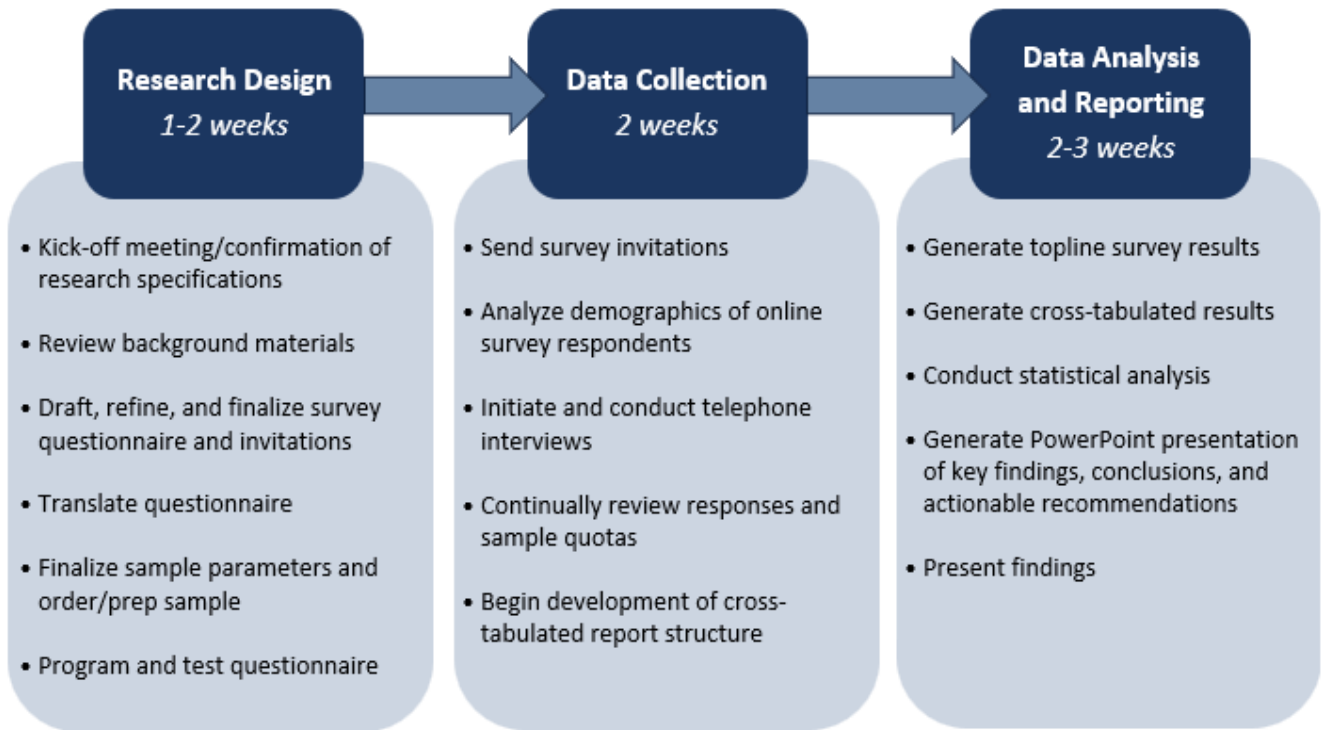 Research Design
1-2 weeks
• Kick-off meeting/confirmation of
research specifications
• Review background materials
• Draft, refine, and finalize survey
questionnaire and invitations
• Translate questionnaire
• Finalize sample parameters and
order/prep sample
• Program and test questionnaire
Data Collection
2 weeks
• Send survey invitations
• Analyze demographics of online
survey respondents
• Initiate and conduct telephone
interviews
• Continually review responses and
sample quotas
• Begin development of cross-
tabulated report structure
Data Analysis
and Reporting
2-3 weeks
• Generate topline survey results
• Generate cross-tabulated results
• Conduct statistical analysis
• Generate PowerPoint presentation
of key findings, conclusions, and
actionable recommendations
• Present findings